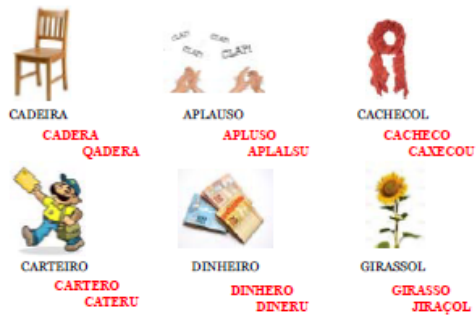 CLAP!
CLAP!
CLAP!
CLAP!
CADEIRA
APLAUSO
CACHECOL
CADERA
APLUSO
CACHECO
QADERA
APLALSU
CAXECOU
CARTEIRO
DINHEIRO
GIRASSOL
CARTERO
DINHERO
GIRASSO
CATERU
DINERU
JIRAÇOL